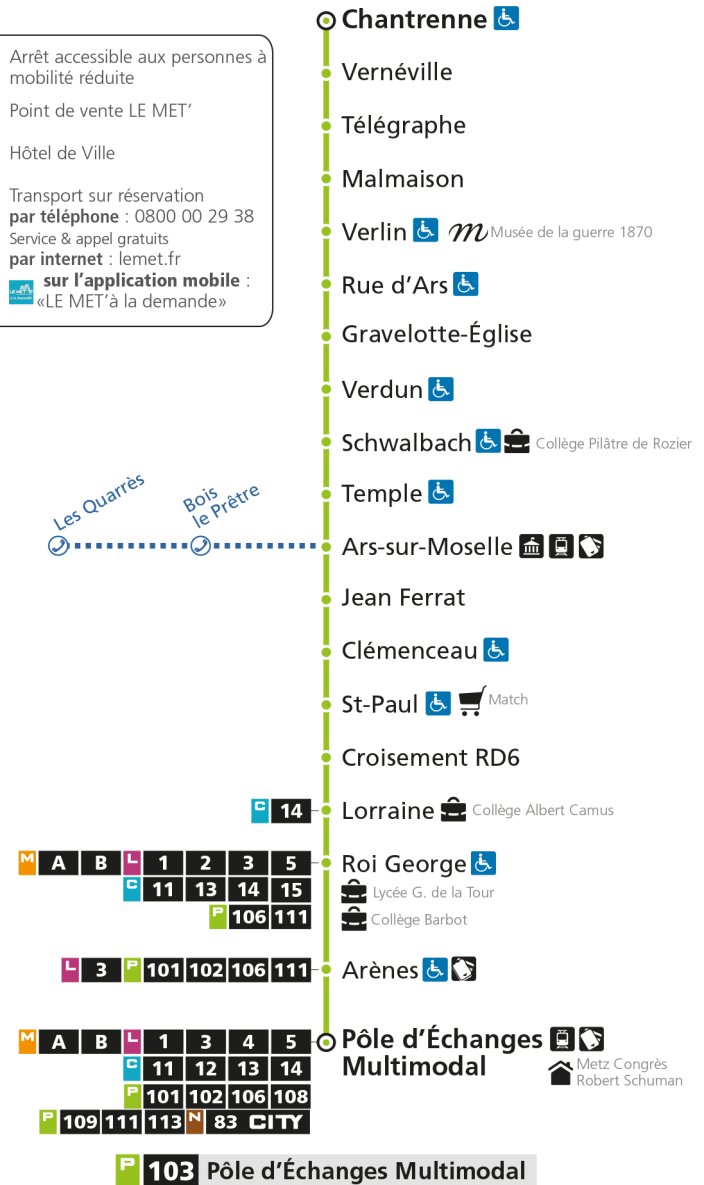 Chantrenne
Arrêt accessible aux personnes à
mobilité réduite
Point de vente LE MET’
Hôtel de Ville
Transport sur réservation
par téléphone : 0800 00 29 38
Service & appel gratuits
par internet : lemet.fr
sur l’application mobile :
«LE MET’à la demande»
Vernéville
Télégraphe
Malmaison
Verlin m Musée de la guerre 1870
Rue d’Ars
Gravelotte-Église
Verdun
Schwalbach Collège Pilâtre de Rozier
Temple
Les Quarrès
Bois
le Prêtre
Ars-sur-Moselle
Jean Ferrat
Clémenceau
St-Paul Match
Croisement RD6
C 14 Lorraine Collège Albert Camus
M A B L 1 2 3 5 Roi George
C 11 13 14 15 Lycée G. de la Tour
P 106 111 Collège Barbot
L 3 P 101 102 106 111 Arènes
M A B L 1 3 4 5 Pôle d’Échanges
C 11 12 13 14 Multimodal Metz Congrès
Robert Schuman
P 101 102 106 108
P 109 111 113 N 83 CITY
P 103 Pôle d’Échanges Multimodal